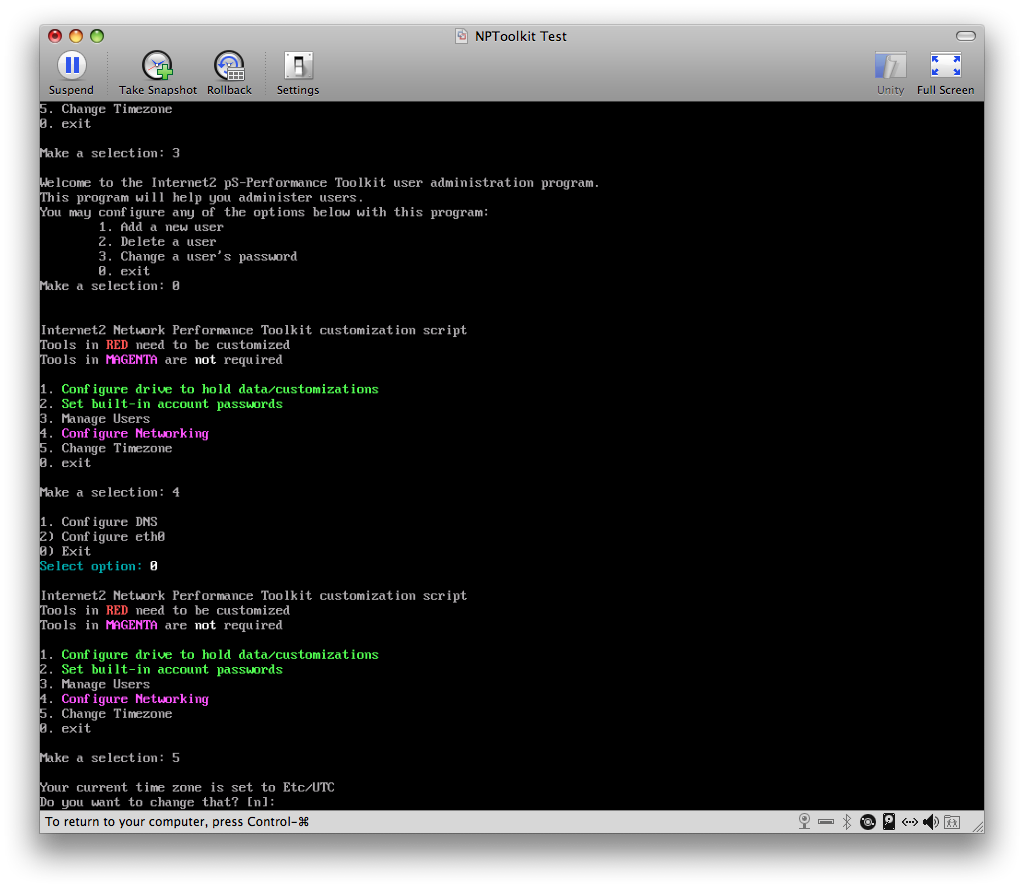 NPToolkit Test
Suspend Take Snapshot Rollback Settings Unity Full Screen
5. Change Timezone
0. exit
Make a selection: 3
Welcome to the Internet2 pS-Performance Toolkit user administration program.
This program will help you administer users.
You may configure any of the options below with this program:
1. Add a new user
2. Delete a user
3. Change a user's password
0. exit
Make a selection: 0
Internet2 Network Performance Toolkit customization script
Tools in RED need to be customized
Tools in MAGENTA are not required
1. Configure drive to hold data/customizations
2. Set built-in account passwords
3. Manage Users
4. Configure Networking
5. Change Timezone
0. exit
Make a selection: 4
1. Configure DNS
2) Configure eth0
0) Exit
Select option: 0
Internet2 Network Performance Toolkit customization script
Tools in RED need to be customized
Tools in MAGENTA are not required
1. Configure drive to hold data/customizations
2. Set built-in account passwords
3. Manage Users
4. Configure Networking
5. Change Timezone
0. exit
Make a selection: 5
Your current time zone is set to Etc/UTC
Do you want to change that? [n]:
To return to your computer, press Control-⌘